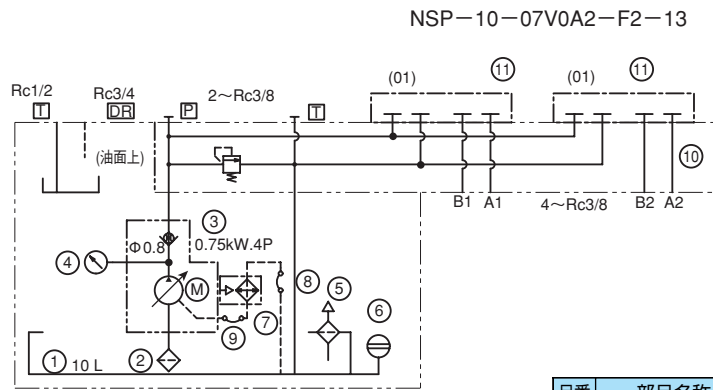 NSP−10−07V0A2−F2−13
Rc1/2
Rc3/4
2〜Rc3/8
(01)
⑪
(01)
⑪
T
DR
P
T
(油面上)
⑩
B1 A1
4〜Rc3/8
B2 A2
③
Φ0.8
0.75kW.4P
④
M
⑧
⑤
⑥
⑨
⑦
① 10 L
②
品番
部品名称